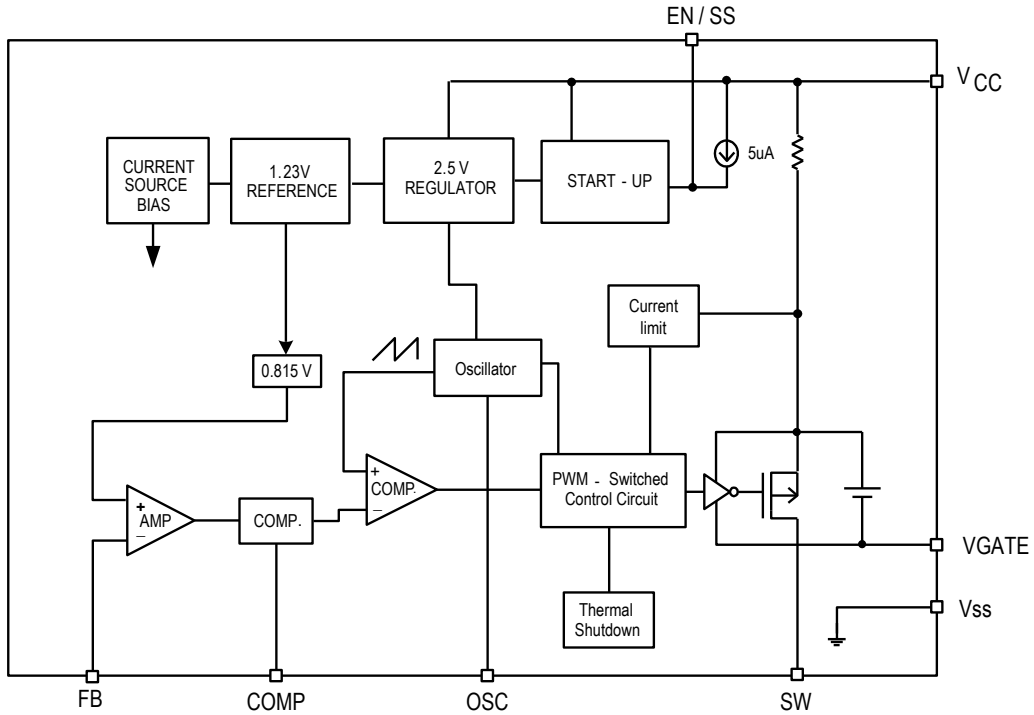 EN / SS
VCC
CURRENT
SOURCE
BIAS
1.23V
REFERENCE
2.5 V
REGULATOR
START - UP
5uA
Current
limit
Oscillator
0.815 V
+
COMP.
−
PWM - Switched
Control Circuit
+
AMP
−
COMP.
VGATE
Thermal
Shutdown
Vss
FB
COMP
OSC
SW